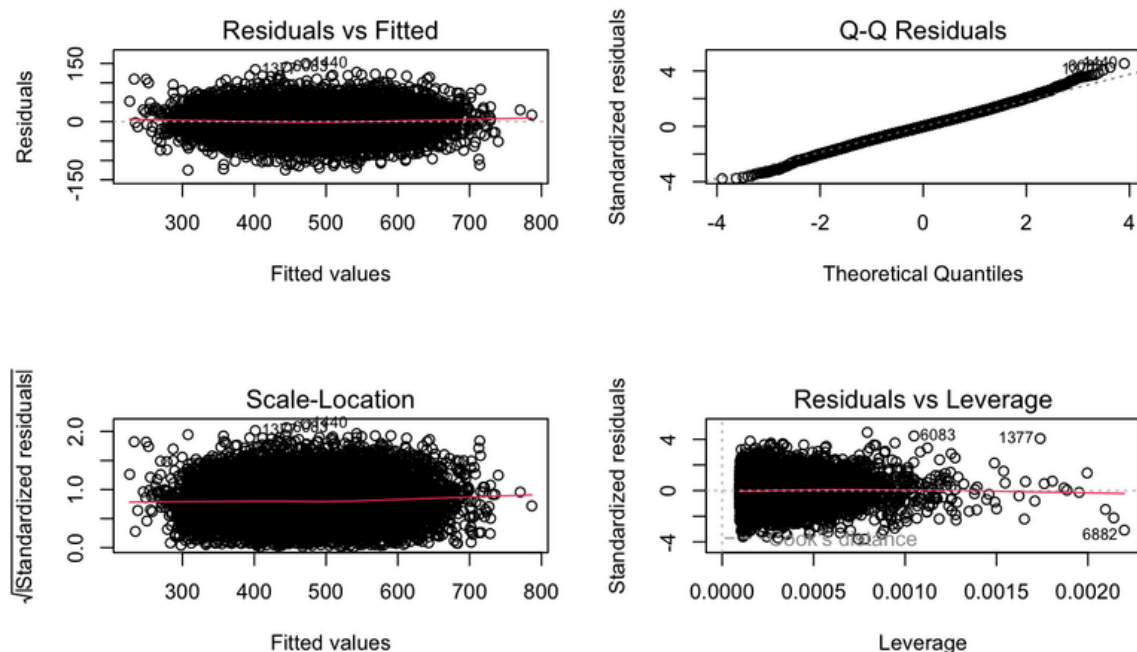 Residuals vs Fitted
Residuals
150
0
-150
1440
300 400 500 600 700 800
Fitted values
Q-Q Residuals
Standardized residuals
4
0
-4
-4 -2 0 2 4
Theoretical Quantiles
Scale-Location
√|Standardized residuals|
2.0
1.0
0.0
1440
300 400 500 600 700 800
Fitted values
Residuals vs Leverage
Standardized residuals
4
0
-4
6083
1377
6882
Cook's distance
0.0000 0.0005 0.0010 0.0015 0.0020
Leverage